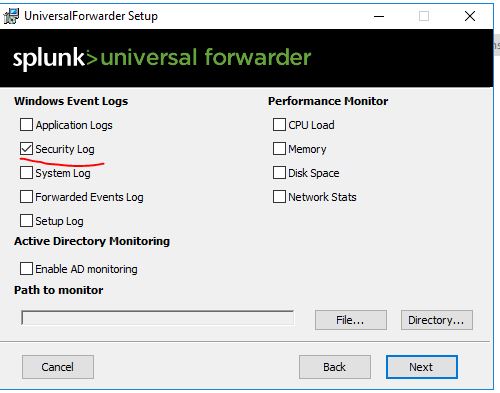 UniversalForwarder Setup
splunk>universal forwarder
Windows Event Logs
Application Logs
Security Log
System Log
Forwarded Events Log
Setup Log
Performance Monitor
CPU Load
Memory
Disk Space
Network Stats
Active Directory Monitoring
Enable AD monitoring
Path to monitor
File...
Directory...
Cancel
Back
Next